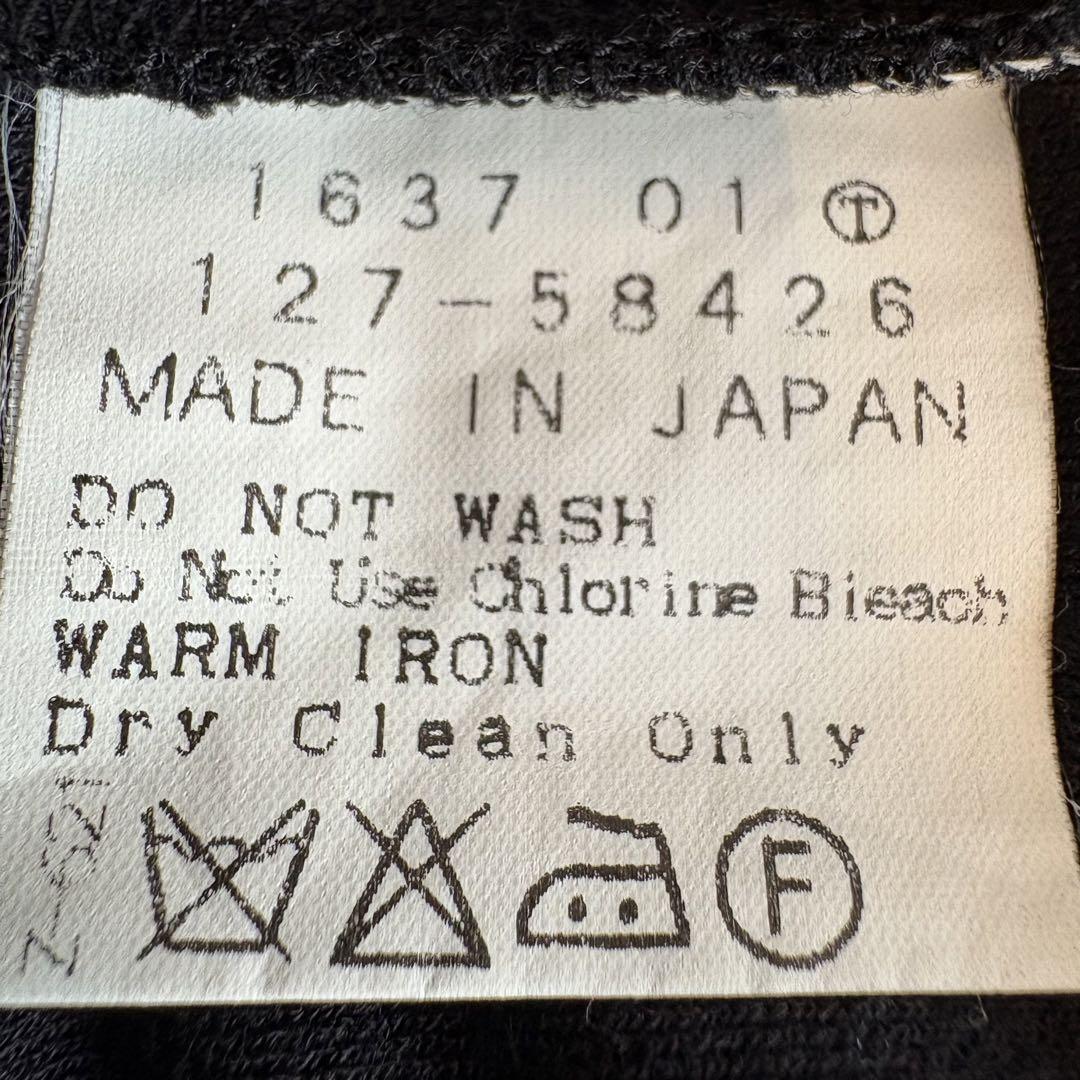 1637 01 Ⓣ
127-58426
MADE IN JAPAN
DO NOT WASH
Do Not Use Chlorine Bleach
WARM IRON
Dry Clean Only
F